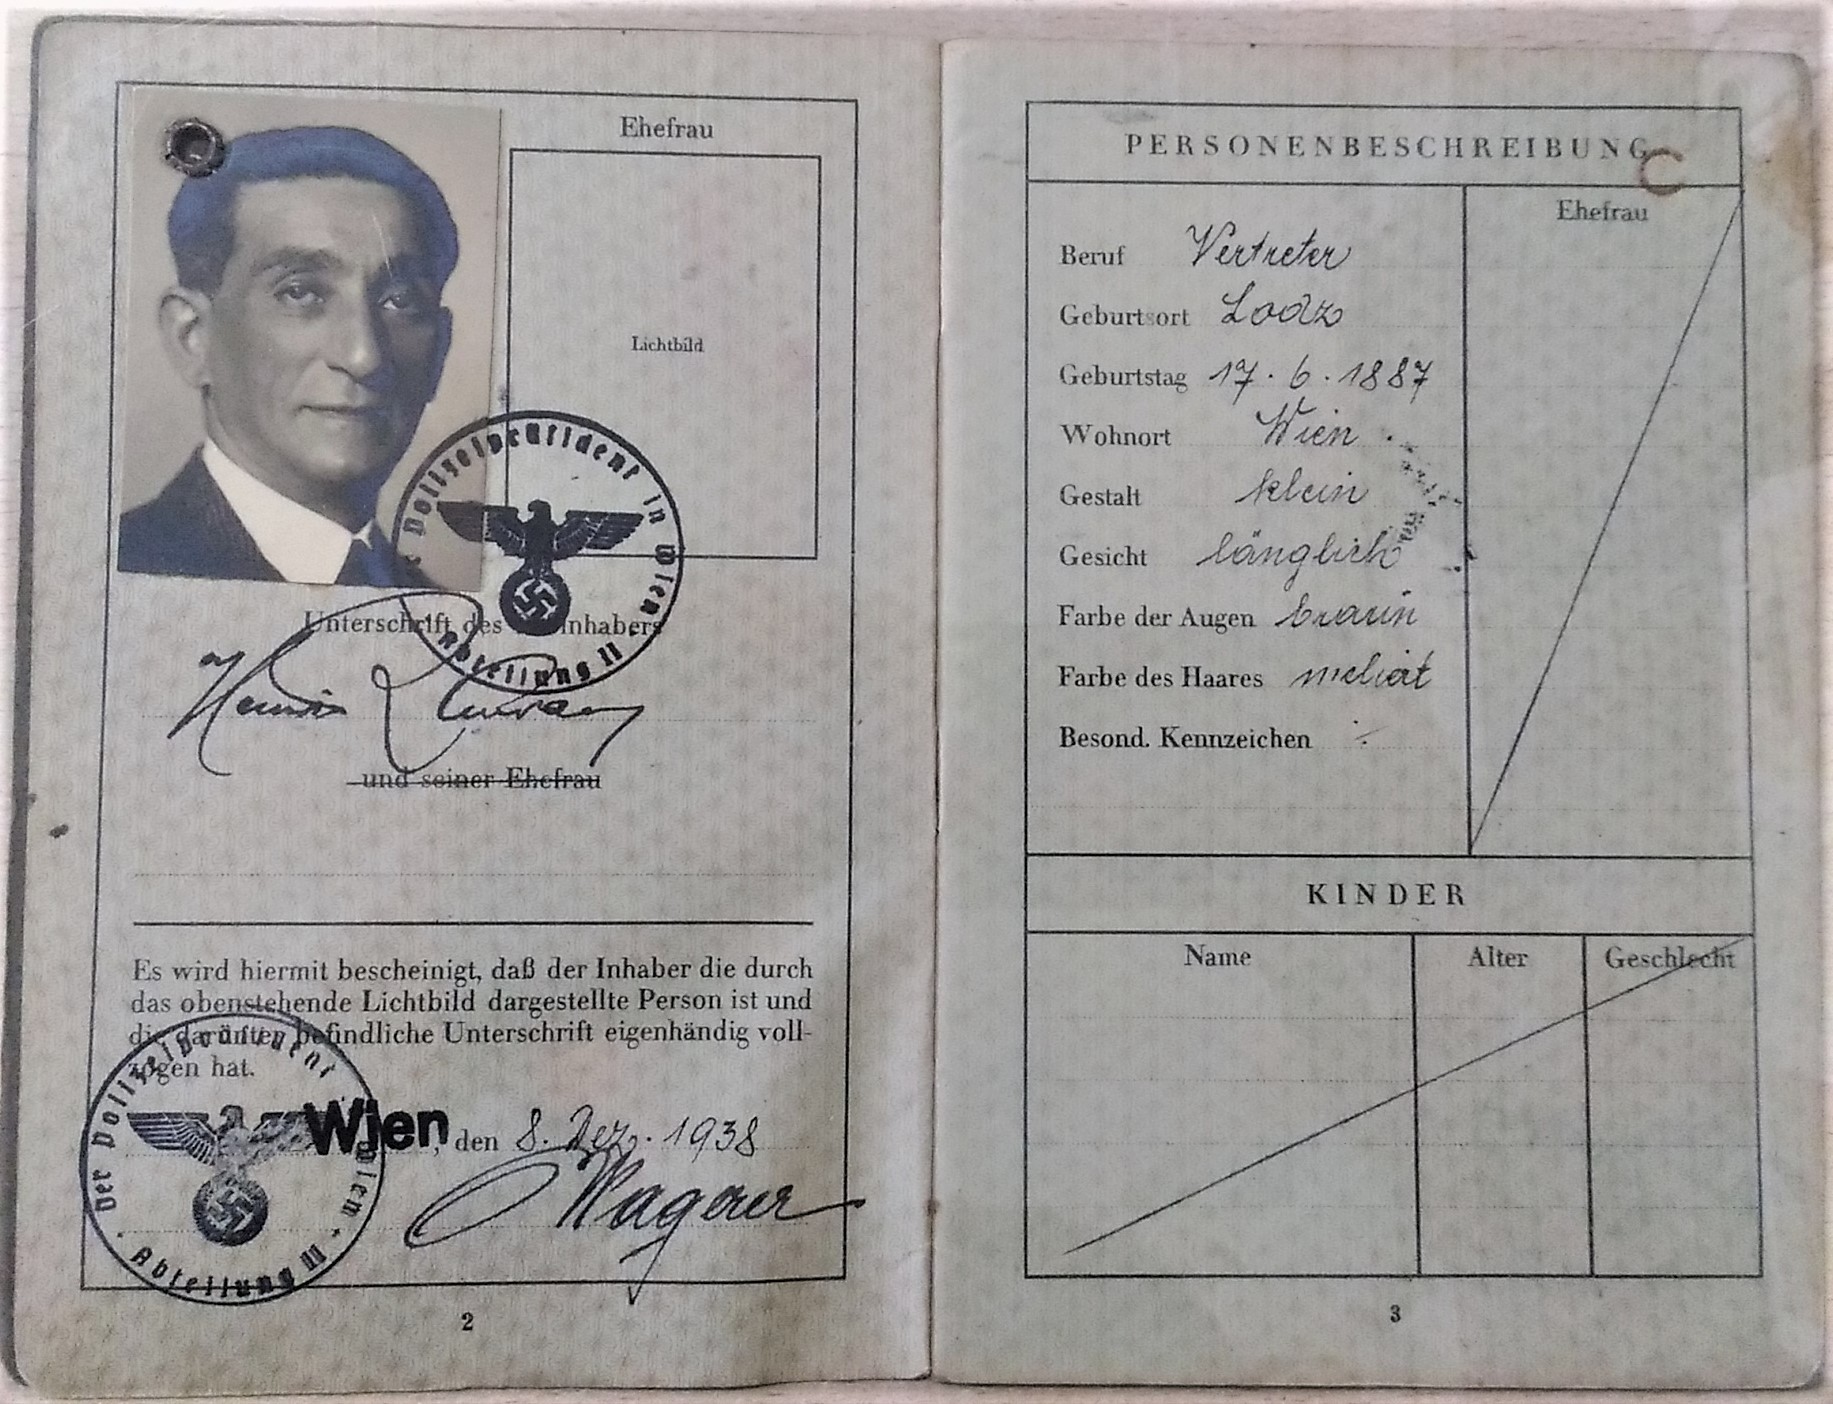 Ehefrau
Lichtbild
Der Polizeipräsident in Wien
Abteilung II
Unterschrift des Paßinhabers
und seiner Ehefrau
Es wird hiermit bescheinigt, daß der Inhaber die durch
das obenstehende Lichtbild dargestellte Person ist und
die darunter befindliche Unterschrift eigenhändig voll-
zogen hat.
Wien, den 8. Dez. 1938
Der Polizeipräsident in Wien
Abteilung II
Wagner
2
PERSONENBESCHREIBUNG
Ehefrau
Beruf Vertreter
Geburtsort Lodz
Geburtstag 17. 6. 1887
Wohnort Wien
Gestalt klein
Gesicht länglich
Farbe der Augen braun
Farbe des Haares meliert
Besond. Kennzeichen ÷
KINDER
Name Alter Geschlecht
3